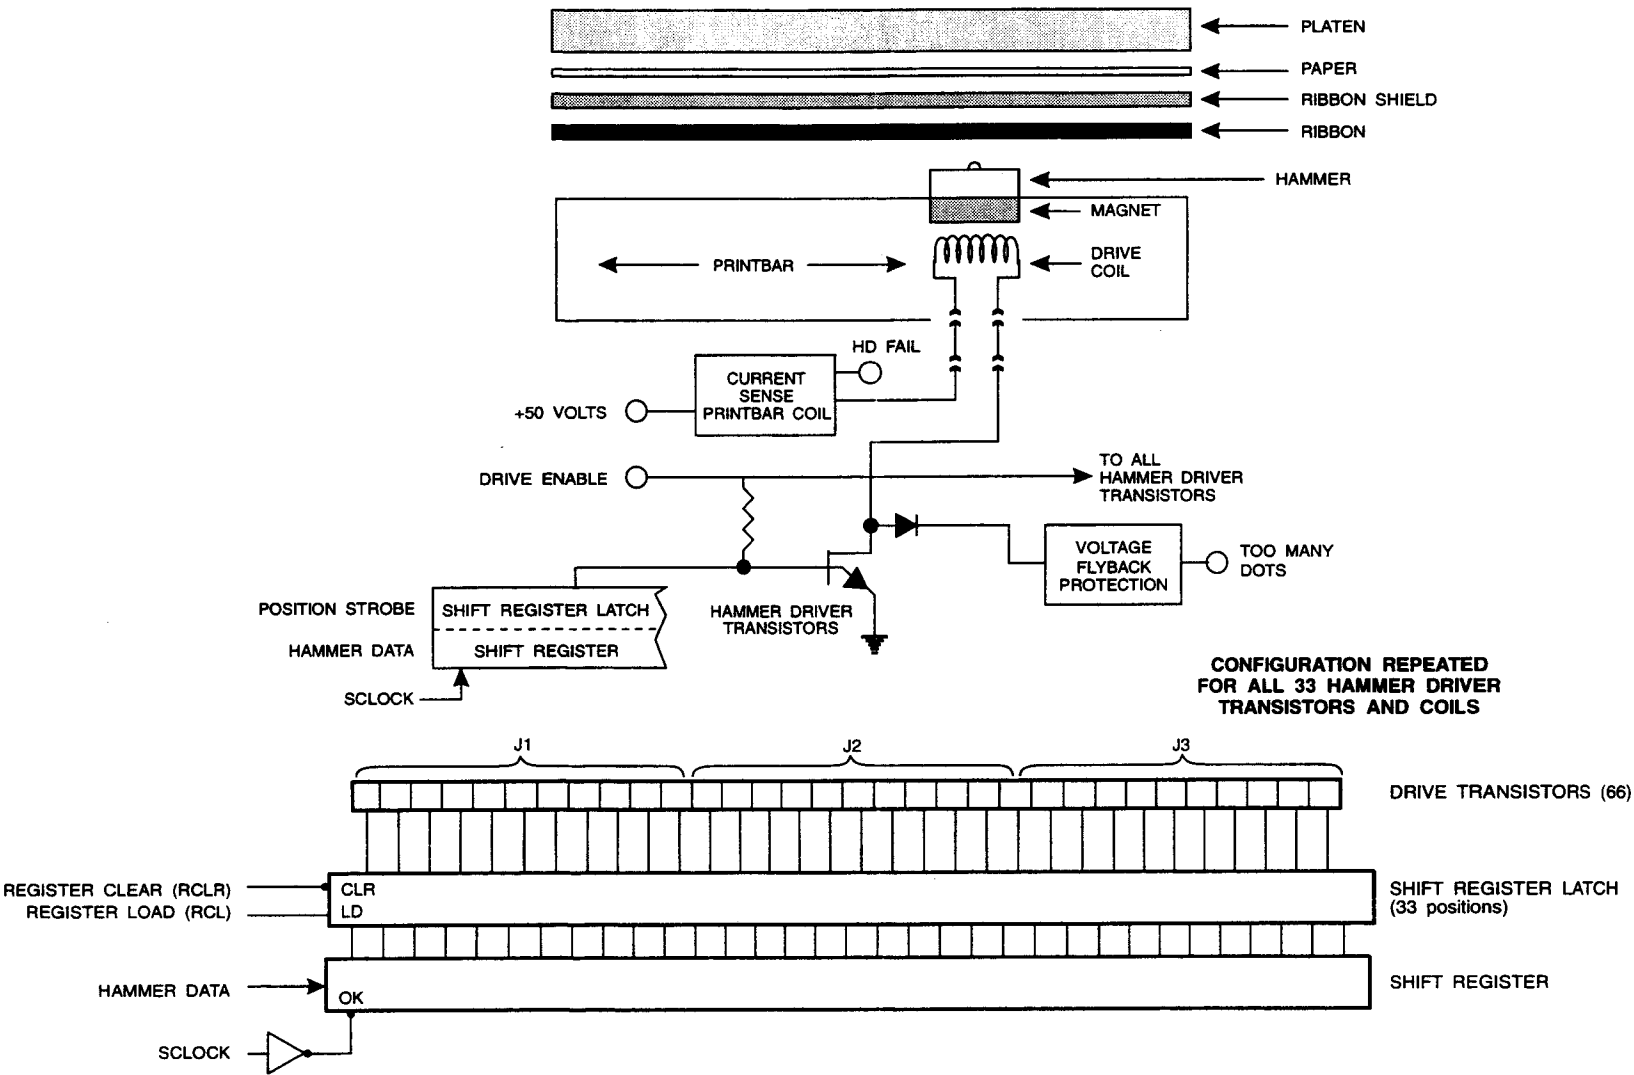 PLATEN
PAPER
RIBBON SHIELD
RIBBON
HAMMER
MAGNET
PRINTBAR
DRIVE
COIL
HD FAIL
CURRENT
SENSE
PRINTBAR COIL
+50 VOLTS
DRIVE ENABLE
TO ALL
HAMMER DRIVER
TRANSISTORS
VOLTAGE
FLYBACK
PROTECTION
TOO MANY
DOTS
POSITION STROBE
SHIFT REGISTER LATCH
HAMMER DRIVER
TRANSISTORS
HAMMER DATA
SHIFT REGISTER
SCLOCK
CONFIGURATION REPEATED
FOR ALL 33 HAMMER DRIVER
TRANSISTORS AND COILS
J1
J2
J3
DRIVE TRANSISTORS (66)
REGISTER CLEAR (RCLR)
CLR
REGISTER LOAD (RCL)
LD
SHIFT REGISTER LATCH
(33 positions)
HAMMER DATA
OK
SHIFT REGISTER
SCLOCK